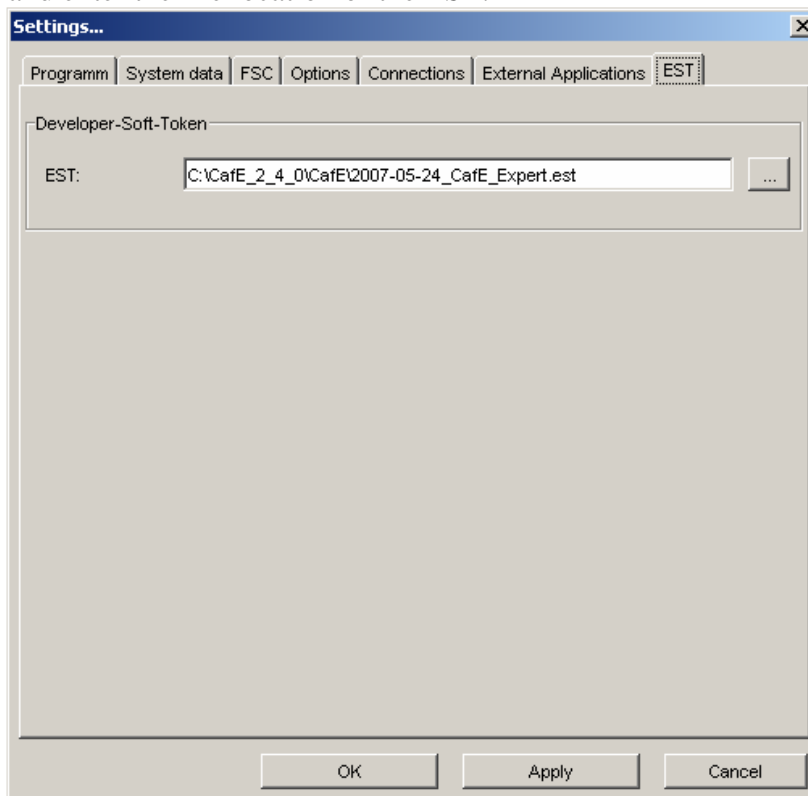 Settings...
Programm System data FSC Options Connections External Applications EST
Developer-Soft-Token
EST: C:\CafE_2_4_0\CafE\2007-05-24_CafE_Expert.est ...
OK Apply Cancel